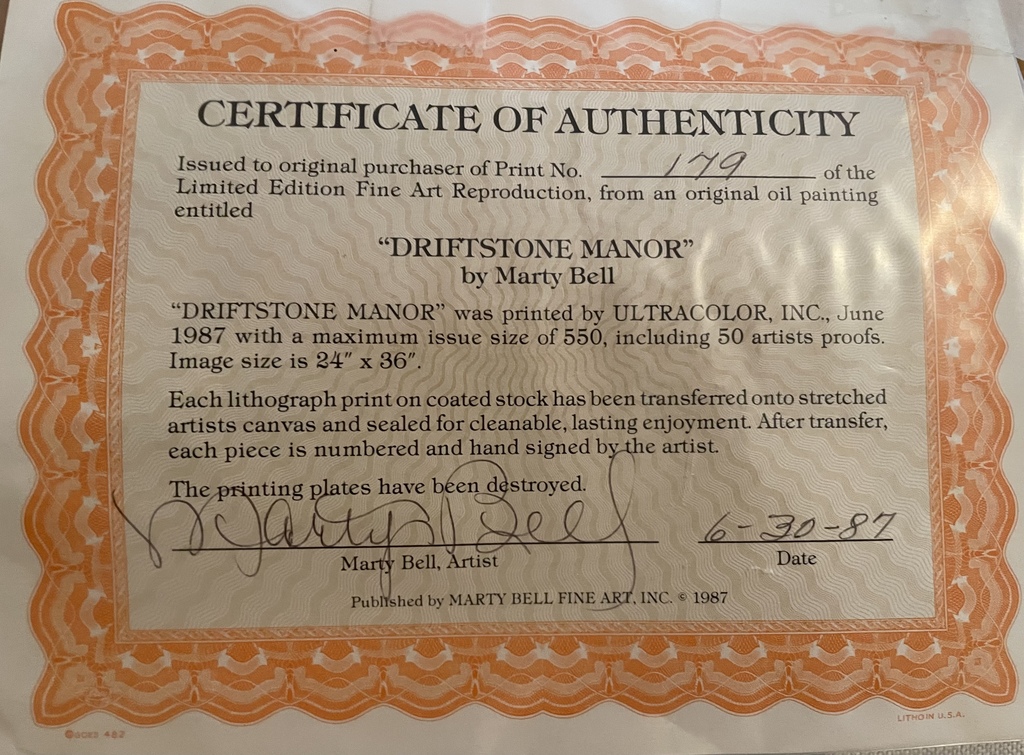 CERTIFICATE OF AUTHENTICITY
Issued to original purchaser of Print No. 179 of the
Limited Edition Fine Art Reproduction, from an original oil painting
entitled
“DRIFTSTONE MANOR”
by Marty Bell
“DRIFTSTONE MANOR” was printed by ULTRACOLOR, INC., June
1987 with a maximum issue size of 550, including 50 artists proofs.
Image size is 24″ x 36″.
Each lithograph print on coated stock has been transferred onto stretched
artists canvas and sealed for cleanable, lasting enjoyment. After transfer,
each piece is numbered and hand signed by the artist.
The printing plates have been destroyed.
Marty Bell 6-30-87
Marty Bell, Artist Date
Published by MARTY BELL FINE ART, INC. © 1987
© GOES 482
LITHO IN U.S.A.